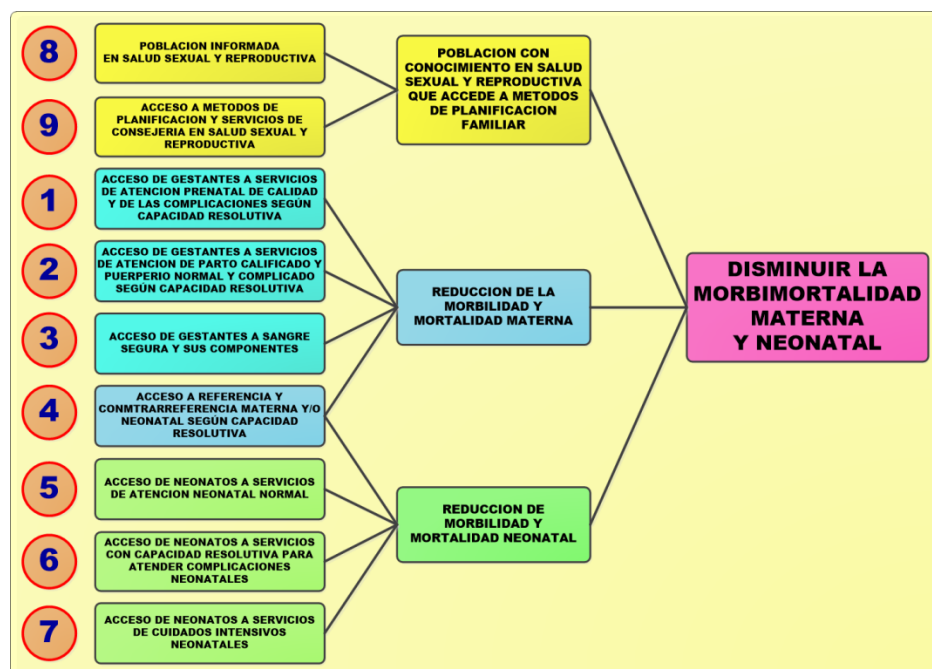 8
POBLACION INFORMADA
EN SALUD SEXUAL Y REPRODUCTIVA
9
ACCESO A METODOS DE
PLANIFICACION Y SERVICIOS DE
CONSEJERIA EN SALUD SEXUAL Y
REPRODUCTIVA
POBLACION CON
CONOCIMIENTO EN SALUD
SEXUAL Y REPRODUCTIVA
QUE ACCEDE A METODOS
DE PLANIFICACION
FAMILIAR
1
ACCESO DE GESTANTES A SERVICIOS
DE ATENCION PRENATAL DE CALIDAD
Y DE LAS COMPLICACIONES SEGÚN
CAPACIDAD RESOLUTIVA
2
ACCESO DE GESTANTES A SERVICIOS
DE ATENCION DE PARTO CALIFICADO Y
PUERPERIO NORMAL Y COMPLICADO
SEGÚN CAPACIDAD RESOLUTIVA
3
ACCESO DE GESTANTES A SANGRE
SEGURA Y SUS COMPONENTES
4
ACCESO A REFERENCIA Y
CONMTRARREFERENCIA MATERNA Y/O
NEONATAL SEGÚN CAPACIDAD
RESOLUTIVA
REDUCCION DE LA
MORBILIDAD Y
MORTALIDAD MATERNA
5
ACCESO DE NEONATOS A SERVICIOS
DE ATENCION NEONATAL NORMAL
6
ACCESO DE NEONATOS A SERVICIOS
CON CAPACIDAD RESOLUTIVA PARA
ATENDER COMPLICACIONES
NEONATALES
7
ACCESO DE NEONATOS A SERVICIOS
DE CUIDADOS INTENSIVOS
NEONATALES
REDUCCION DE
MORBILIDAD Y
MORTALIDAD NEONATAL
DISMINUIR LA
MORBIMORTALIDAD
MATERNA
Y NEONATAL